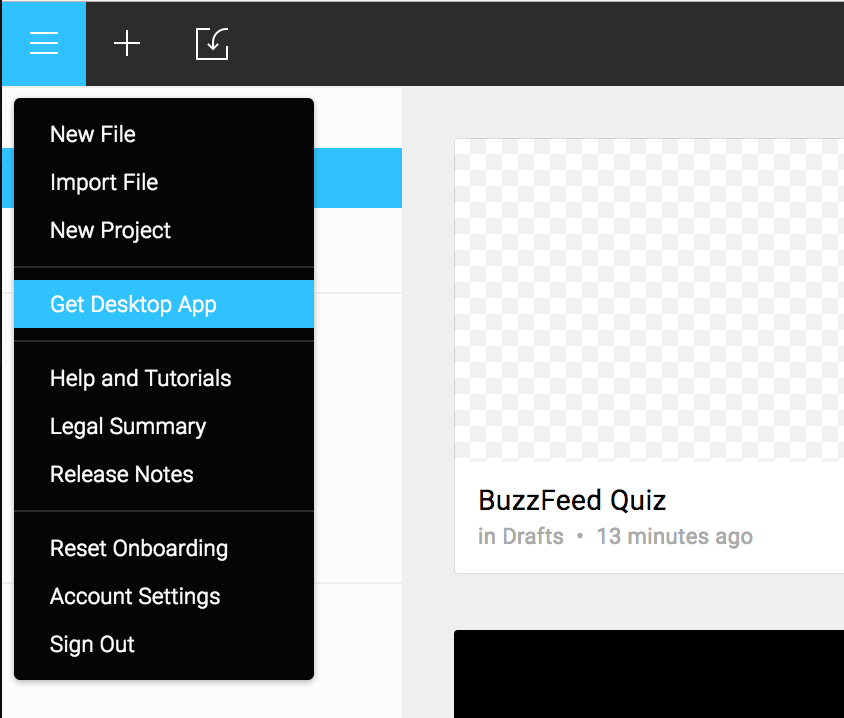 New File
Import File
New Project
Get Desktop App
Help and Tutorials
Legal Summary
Release Notes
Reset Onboarding
Account Settings
Sign Out
BuzzFeed Quiz
in Drafts • 13 minutes ago